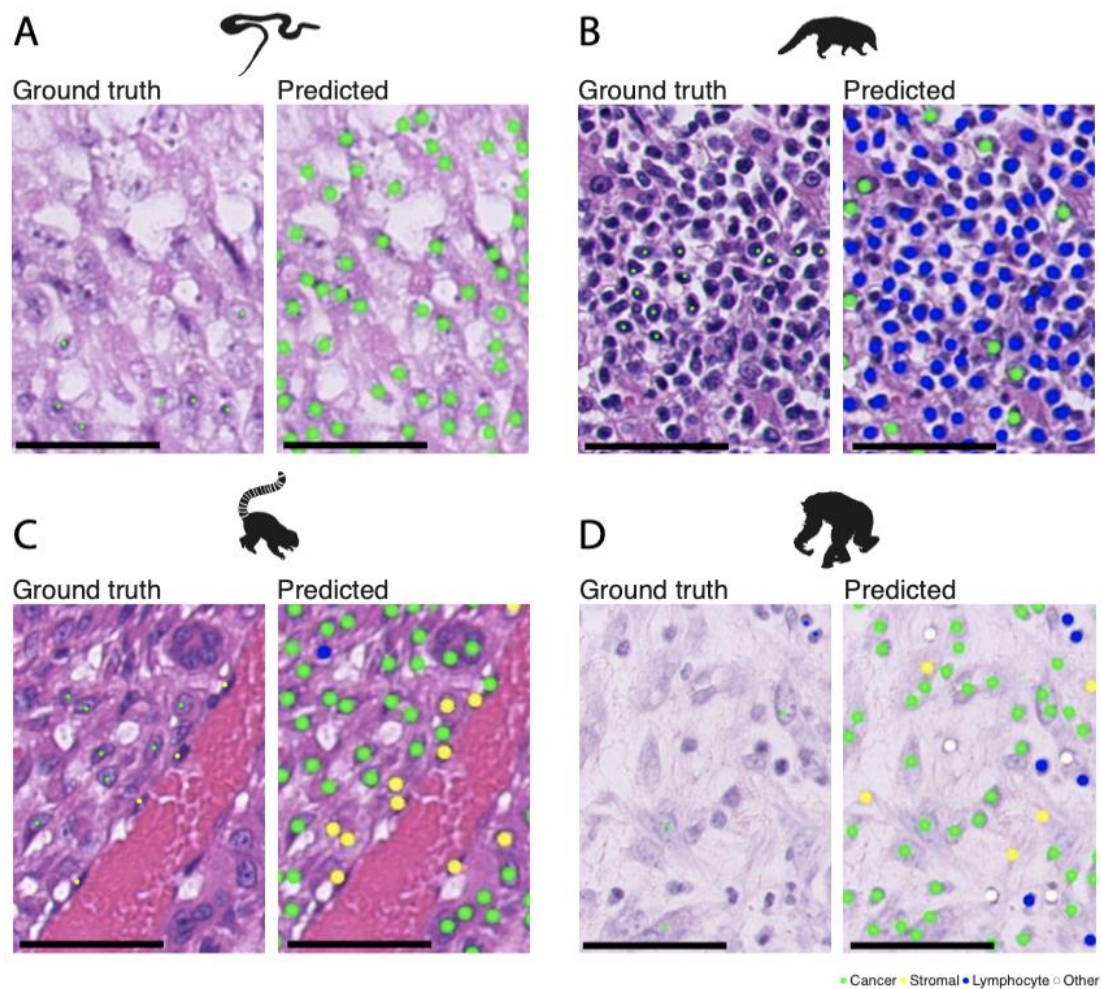 A
B
Ground truth Predicted
Ground truth Predicted
C
D
Ground truth Predicted
Ground truth Predicted
Cancer Stromal Lymphocyte Other